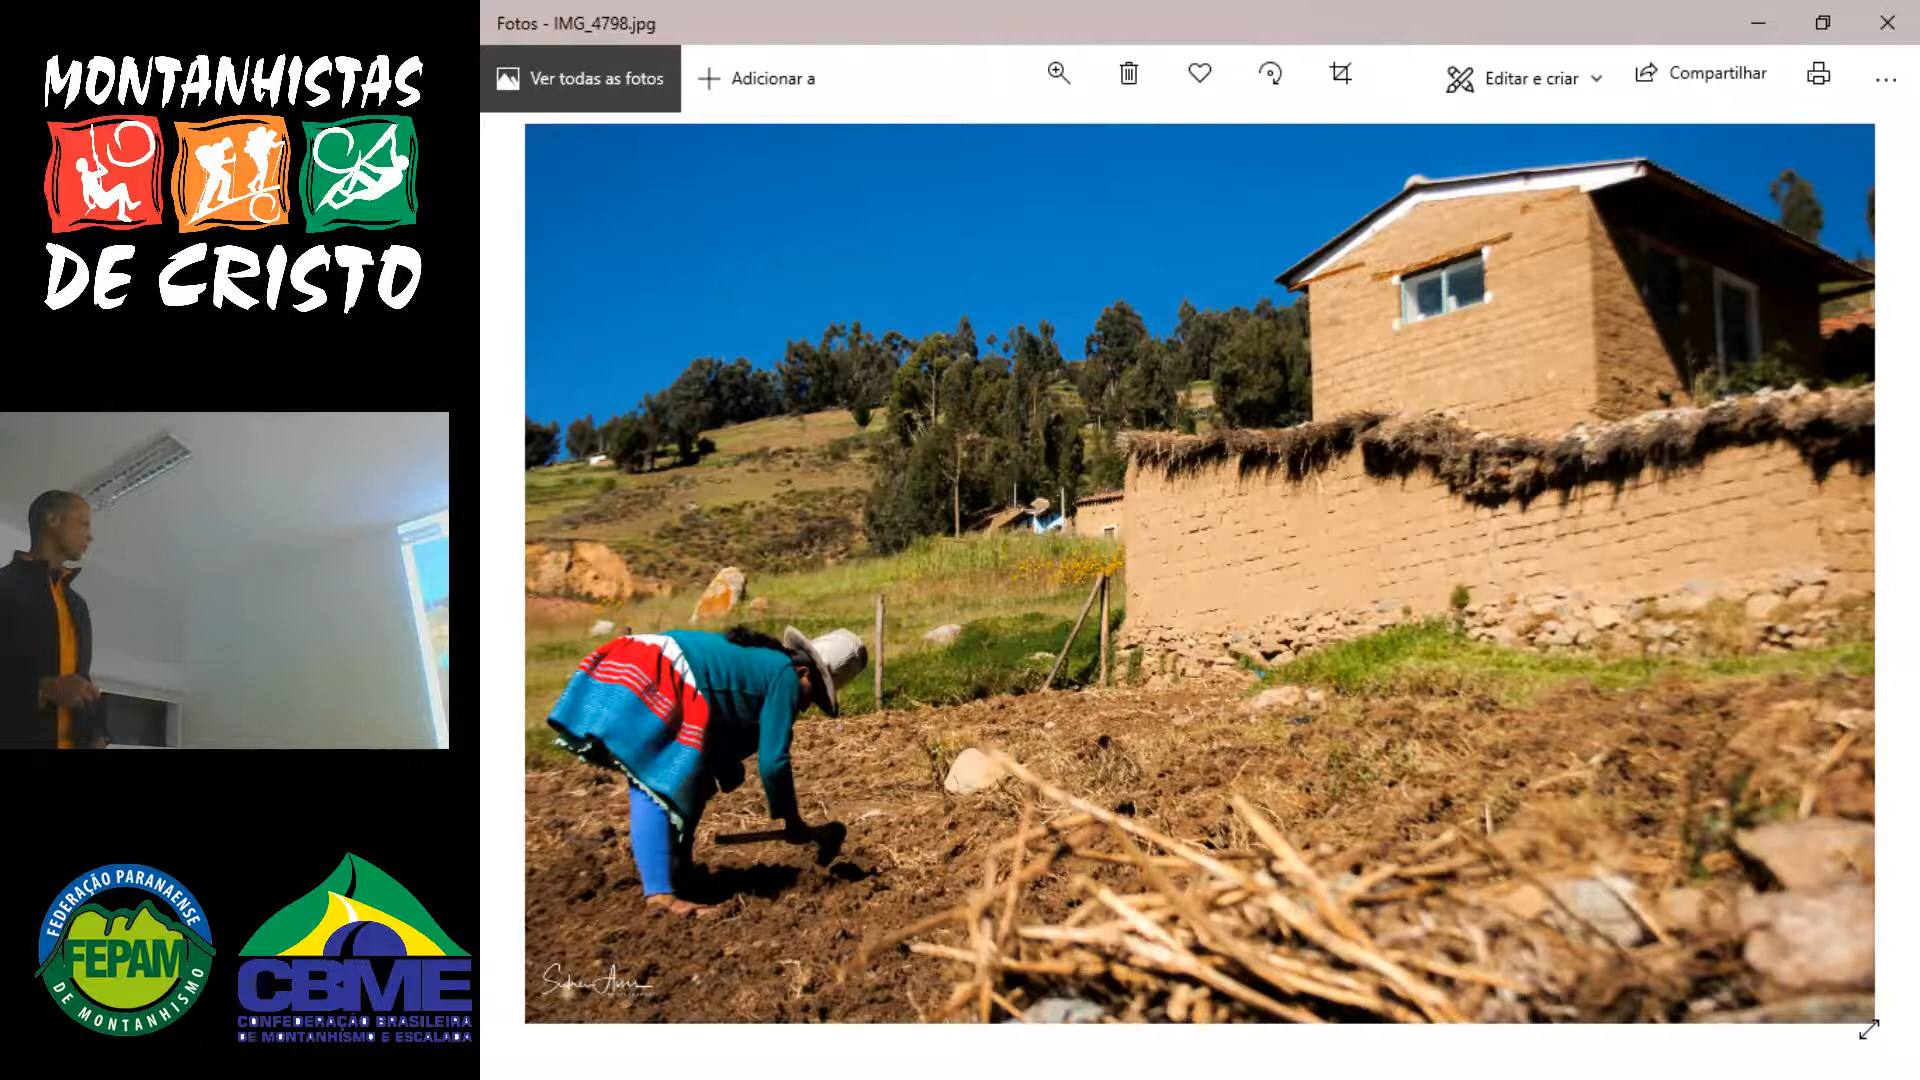 MONTANHISTAS
DE CRISTO
FEDERAÇÃO PARANAENSE
FEPAM
DE MONTANHISMO
CBME
CONFEDERAÇÃO BRASILEIRA
DE MONTANHISMO E ESCALADA
Fotos - IMG_4798.jpg
Ver todas as fotos
Adicionar a
Editar e criar
Compartilhar